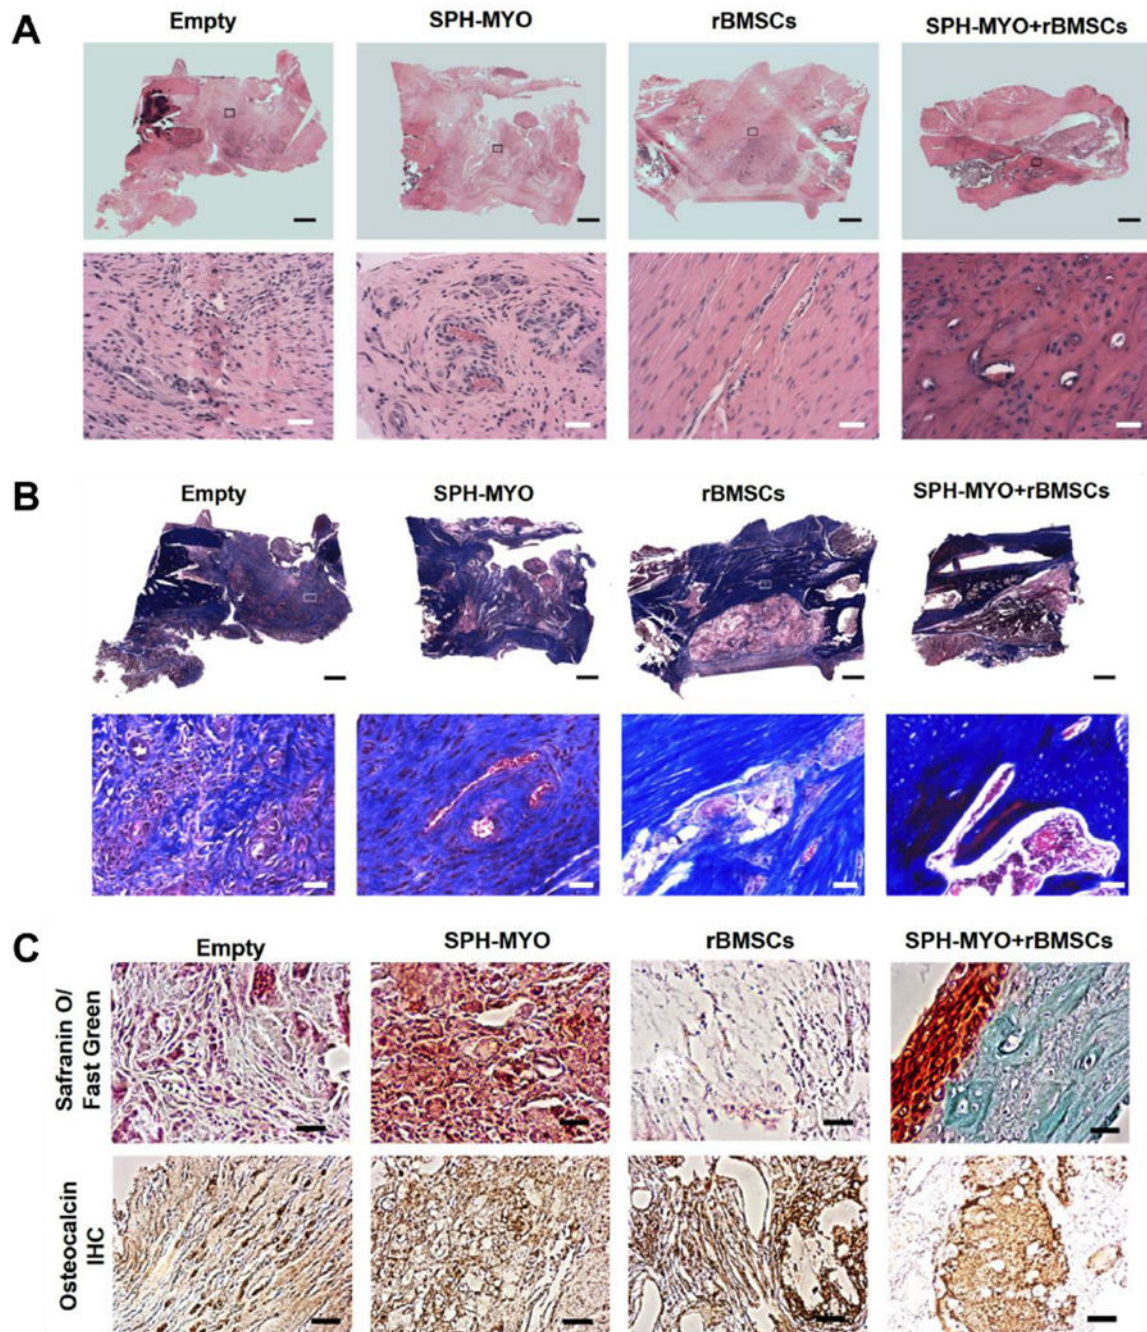 A
Empty
SPH-MYO
rBMSCs
SPH-MYO+rBMSCs
B
Empty
SPH-MYO
rBMSCs
SPH-MYO+rBMSCs
C
Empty
SPH-MYO
rBMSCs
SPH-MYO+rBMSCs
Safranin O/
Fast Green
Osteocalcin
IHC